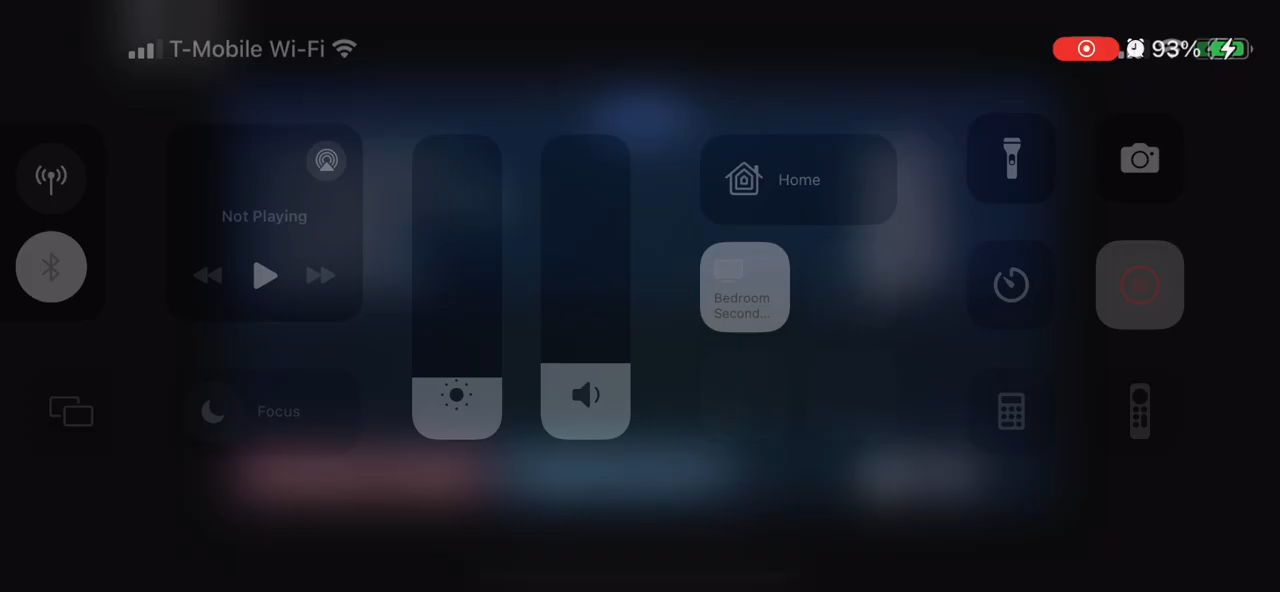 T-Mobile Wi-Fi
93%
Not Playing
Home
Bedroom
Second...
Focus